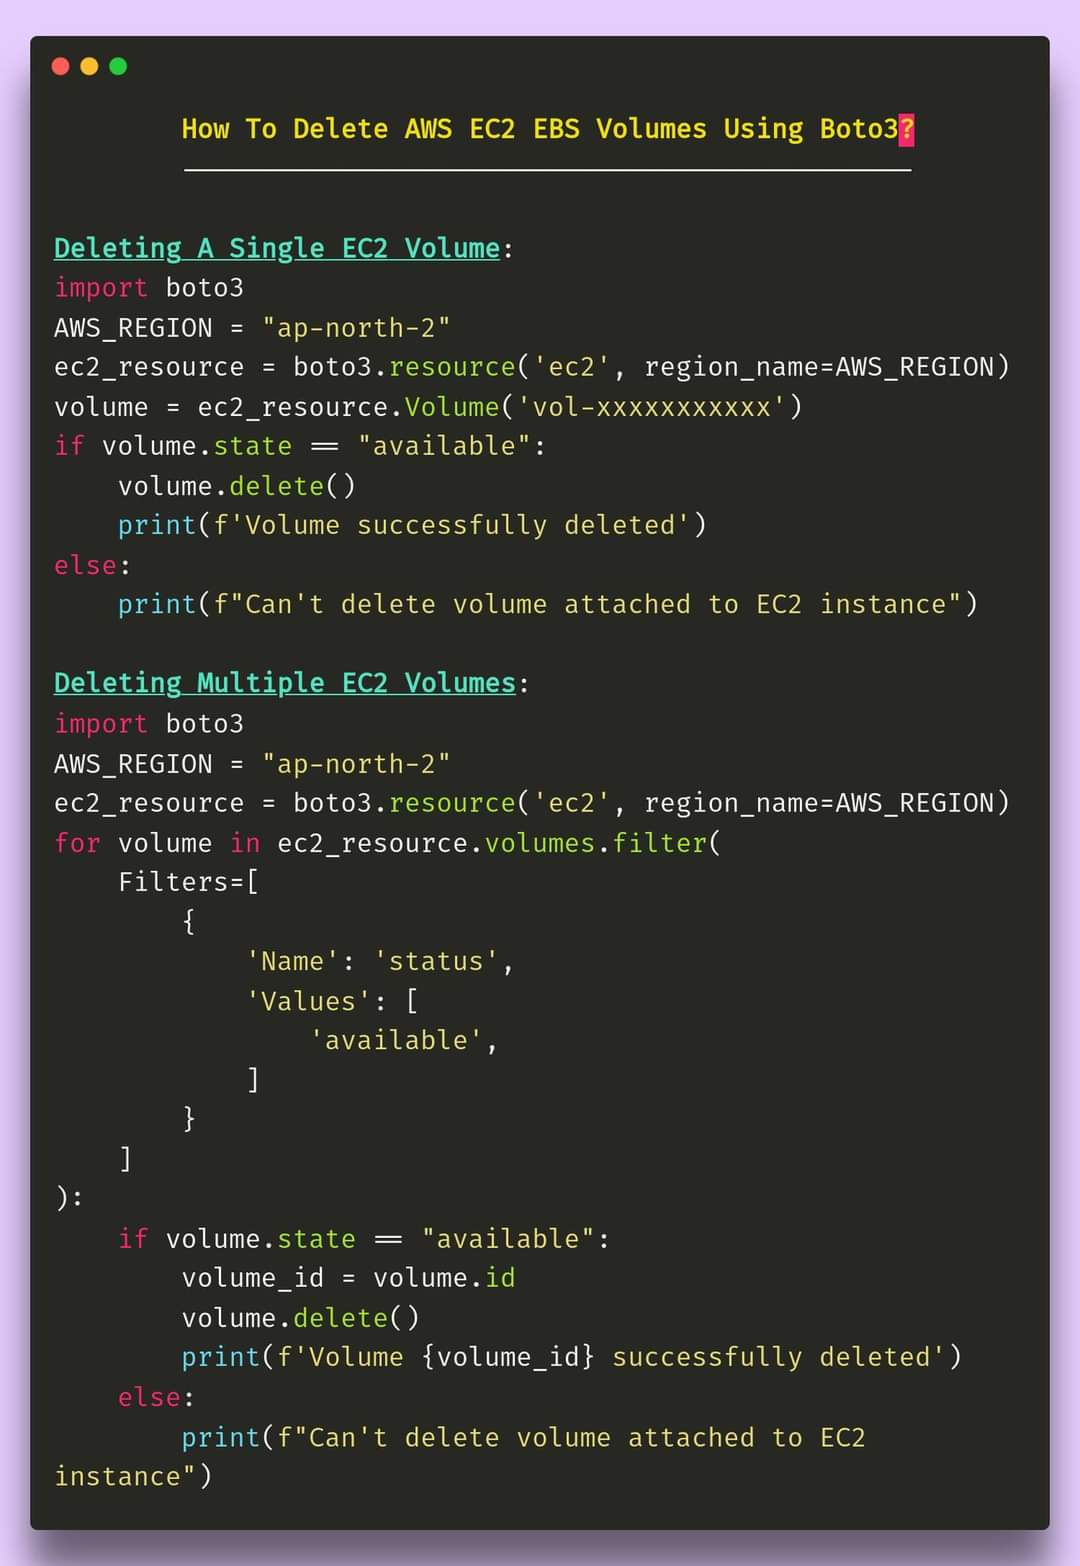 How To Delete AWS EC2 EBS Volumes Using Boto3?
Deleting A Single EC2 Volume:
import boto3
AWS_REGION = "ap-north-2"
ec2_resource = boto3.resource('ec2', region_name=AWS_REGION)
volume = ec2_resource.Volume('vol-xxxxxxxxxxx')
if volume.state == "available":
    volume.delete()
    print(f'Volume successfully deleted')
else:
    print(f"Can't delete volume attached to EC2 instance")
Deleting Multiple EC2 Volumes:
import boto3
AWS_REGION = "ap-north-2"
ec2_resource = boto3.resource('ec2', region_name=AWS_REGION)
for volume in ec2_resource.volumes.filter(
    Filters=[
        {
            'Name': 'status',
            'Values': [
                'available',
            ]
        }
    ]
):
    if volume.state == "available":
        volume_id = volume.id
        volume.delete()
        print(f'Volume {volume_id} successfully deleted')
    else:
        print(f"Can't delete volume attached to EC2
instance")